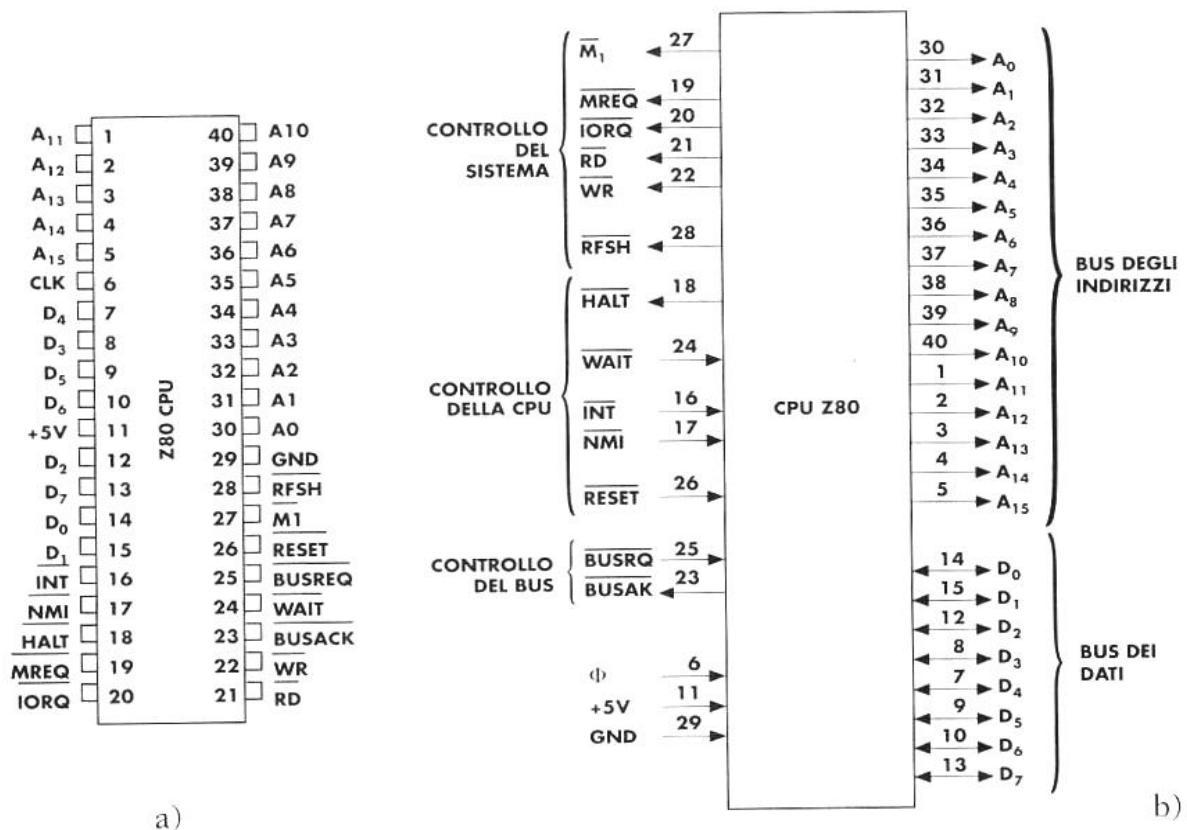 A11 1 40 A10
A12 2 39 A9
A13 3 38 A8
A14 4 37 A7
A15 5 36 A6
CLK 6 35 A5
D4 7 34 A4
D3 8 33 A3
D5 9 32 A2
D6 10 31 A1
+5V 11 30 A0
D2 12 29 GND
D7 13 28 RFSH
D0 14 27 M1
D1 15 26 RESET
INT 16 25 BUSREQ
NMI 17 24 WAIT
HALT 18 23 BUSACK
MREQ 19 22 WR
IORQ 20 21 RD
Z80 CPU
a)
CONTROLLO
DEL
SISTEMA
M1 27
MREQ 19
IORQ 20
RD 21
WR 22
RFSH 28
CONTROLLO
DELLA CPU
HALT 18
WAIT 24
INT 16
NMI 17
RESET 26
CONTROLLO
DEL BUS
BUSRQ 25
BUSAK 23
Φ 6
+5V 11
GND 29
CPU Z80
30 A0
31 A1
32 A2
33 A3
34 A4
35 A5
36 A6
37 A7
38 A8
39 A9
40 A10
1 A11
2 A12
3 A13
4 A14
5 A15
BUS DEGLI
INDIRIZZI
14 D0
15 D1
12 D2
8 D3
7 D4
9 D5
10 D6
13 D7
BUS DEI
DATI
b)